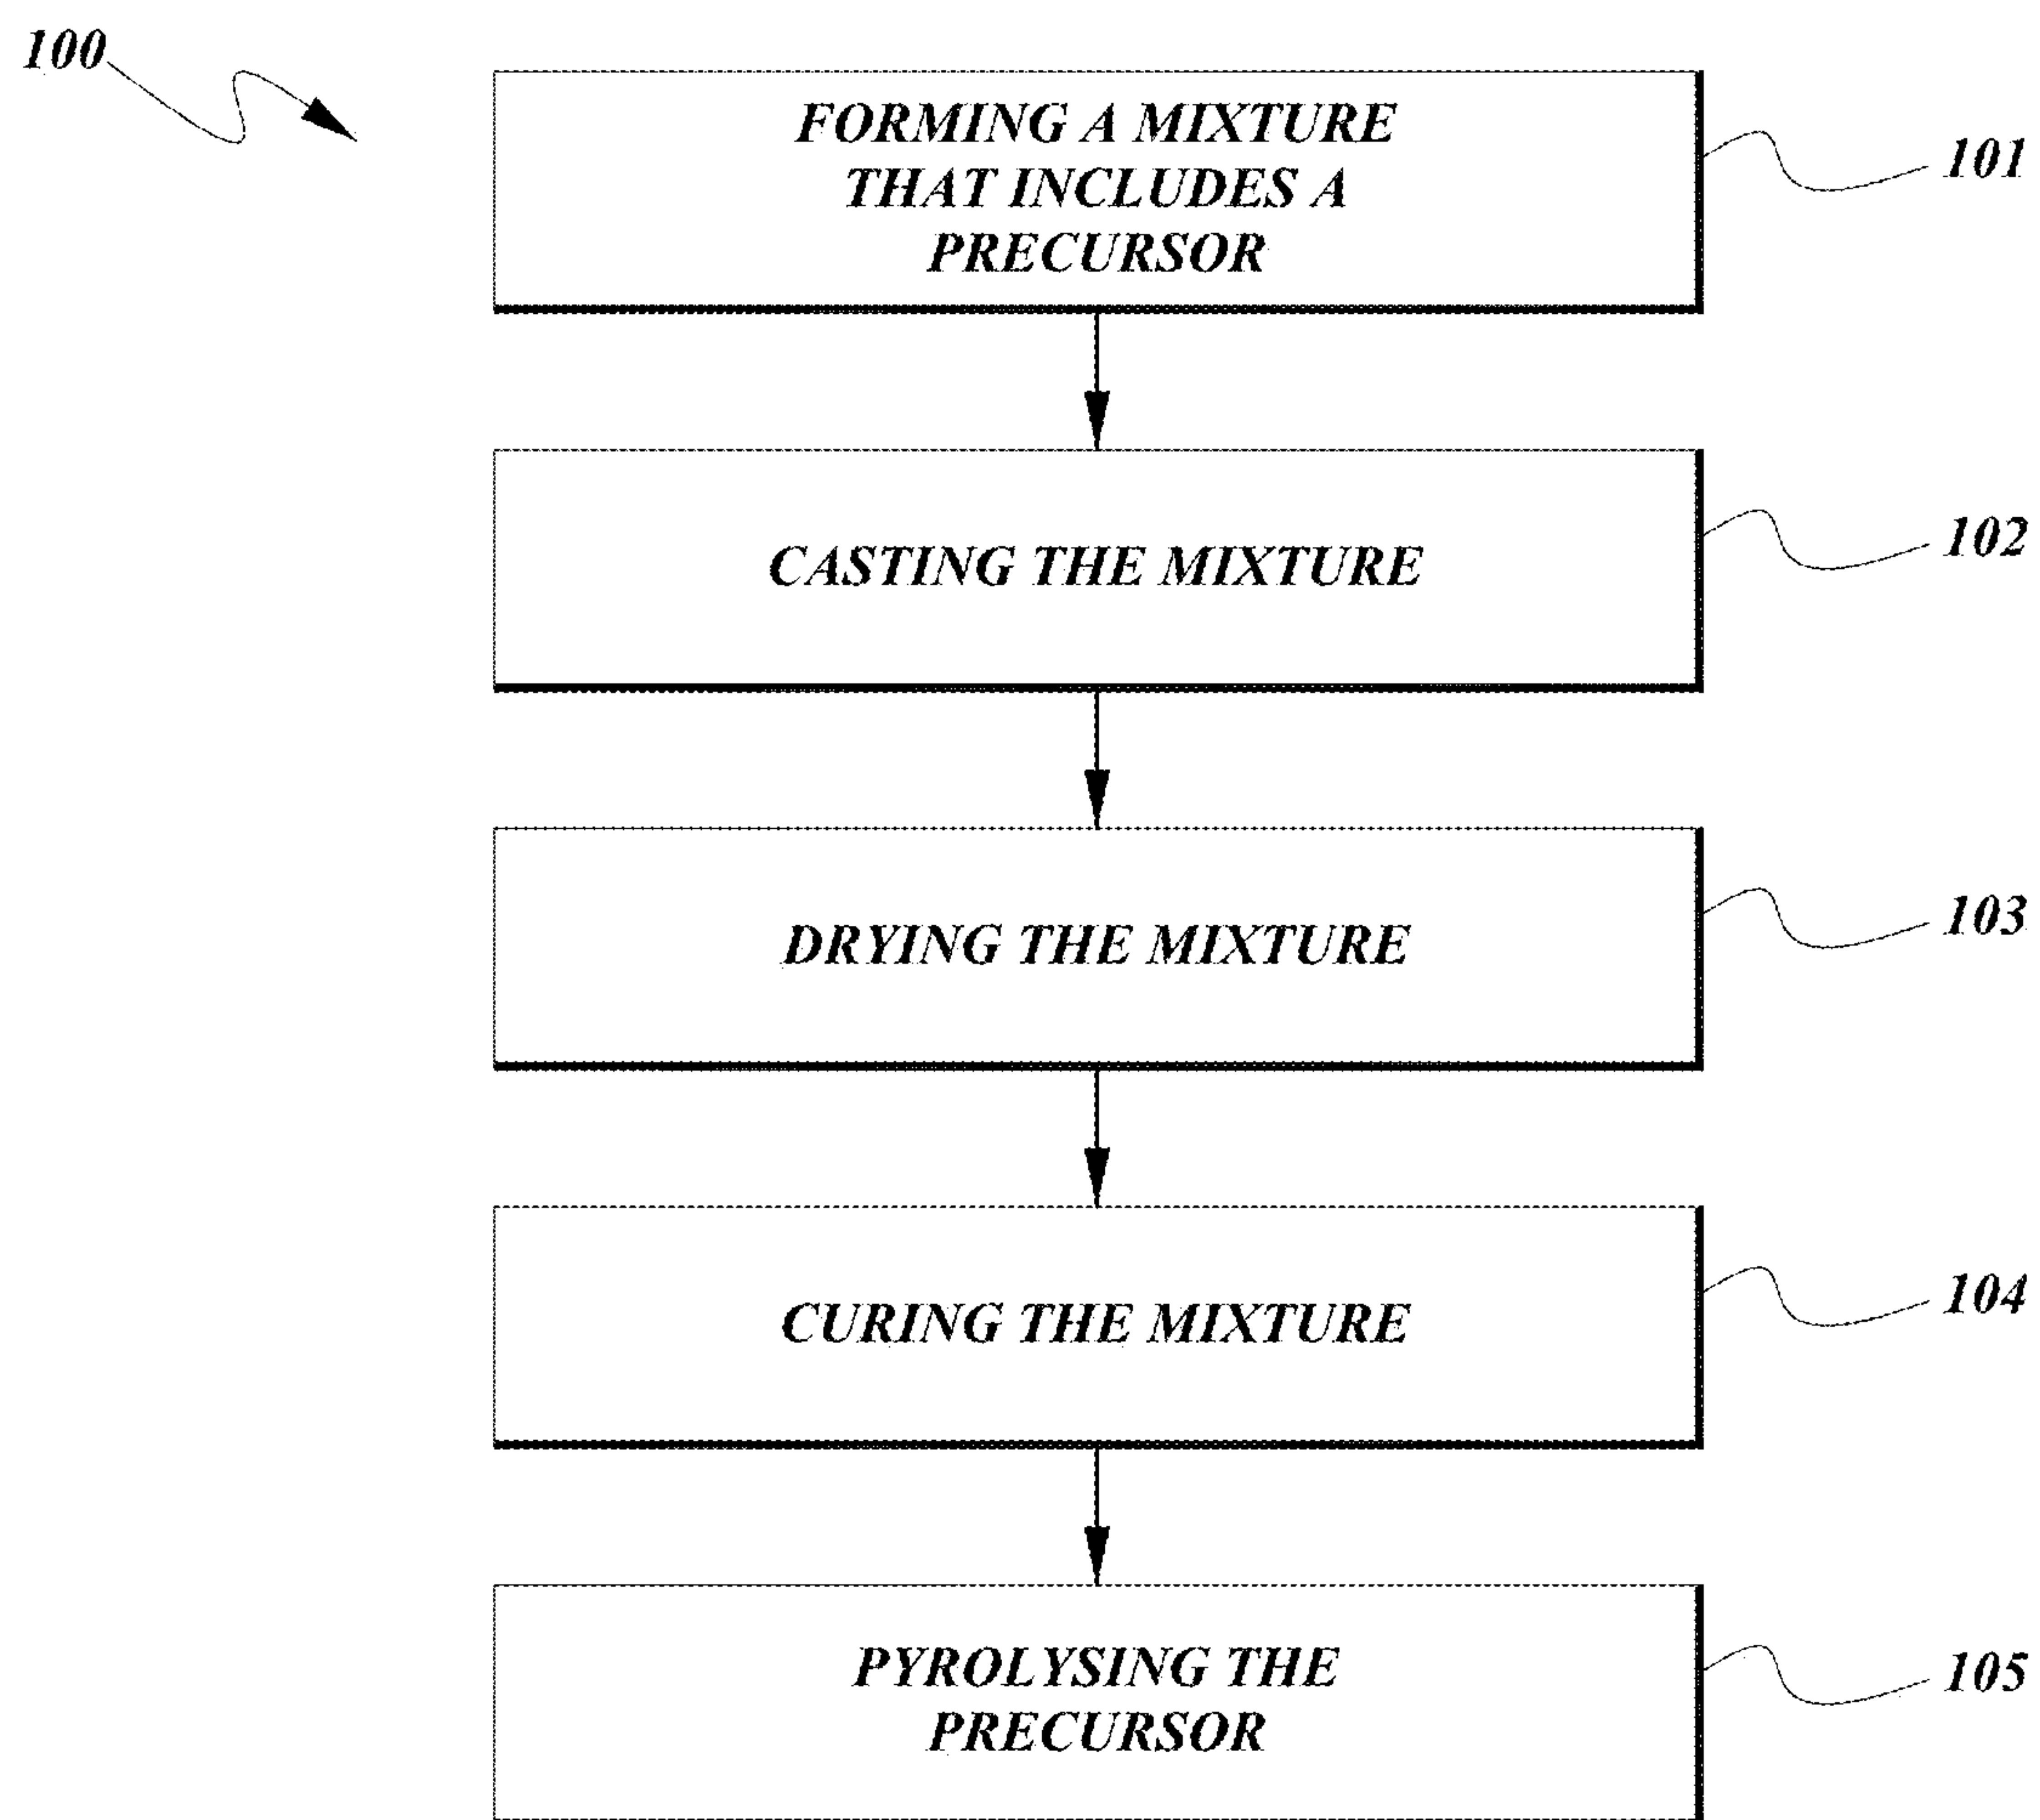 100
FORMING A MIXTURE
THAT INCLUDES A
PRECURSOR
101
CASTING THE MIXTURE
102
DRYING THE MIXTURE
103
CURING THE MIXTURE
104
PYROLYSING THE
PRECURSOR
105